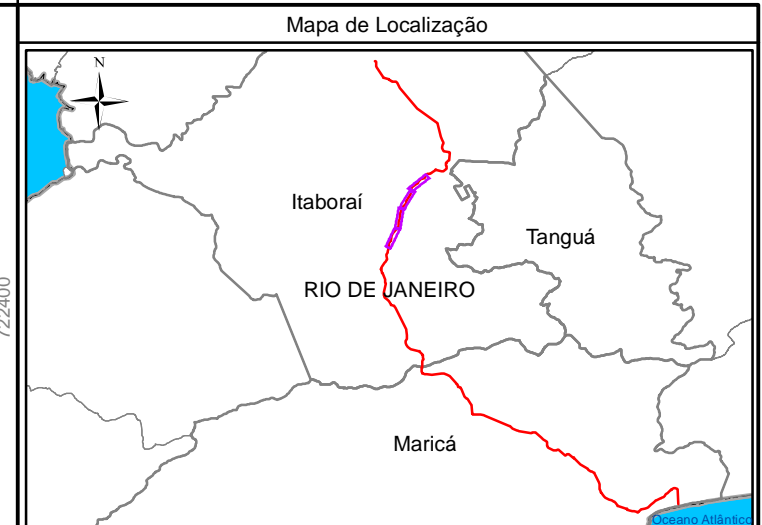 Mapa de Localização
N
Itaboraí
Tanguá
RIO DE JANEIRO
722400
Maricá
Oceano Atlântico